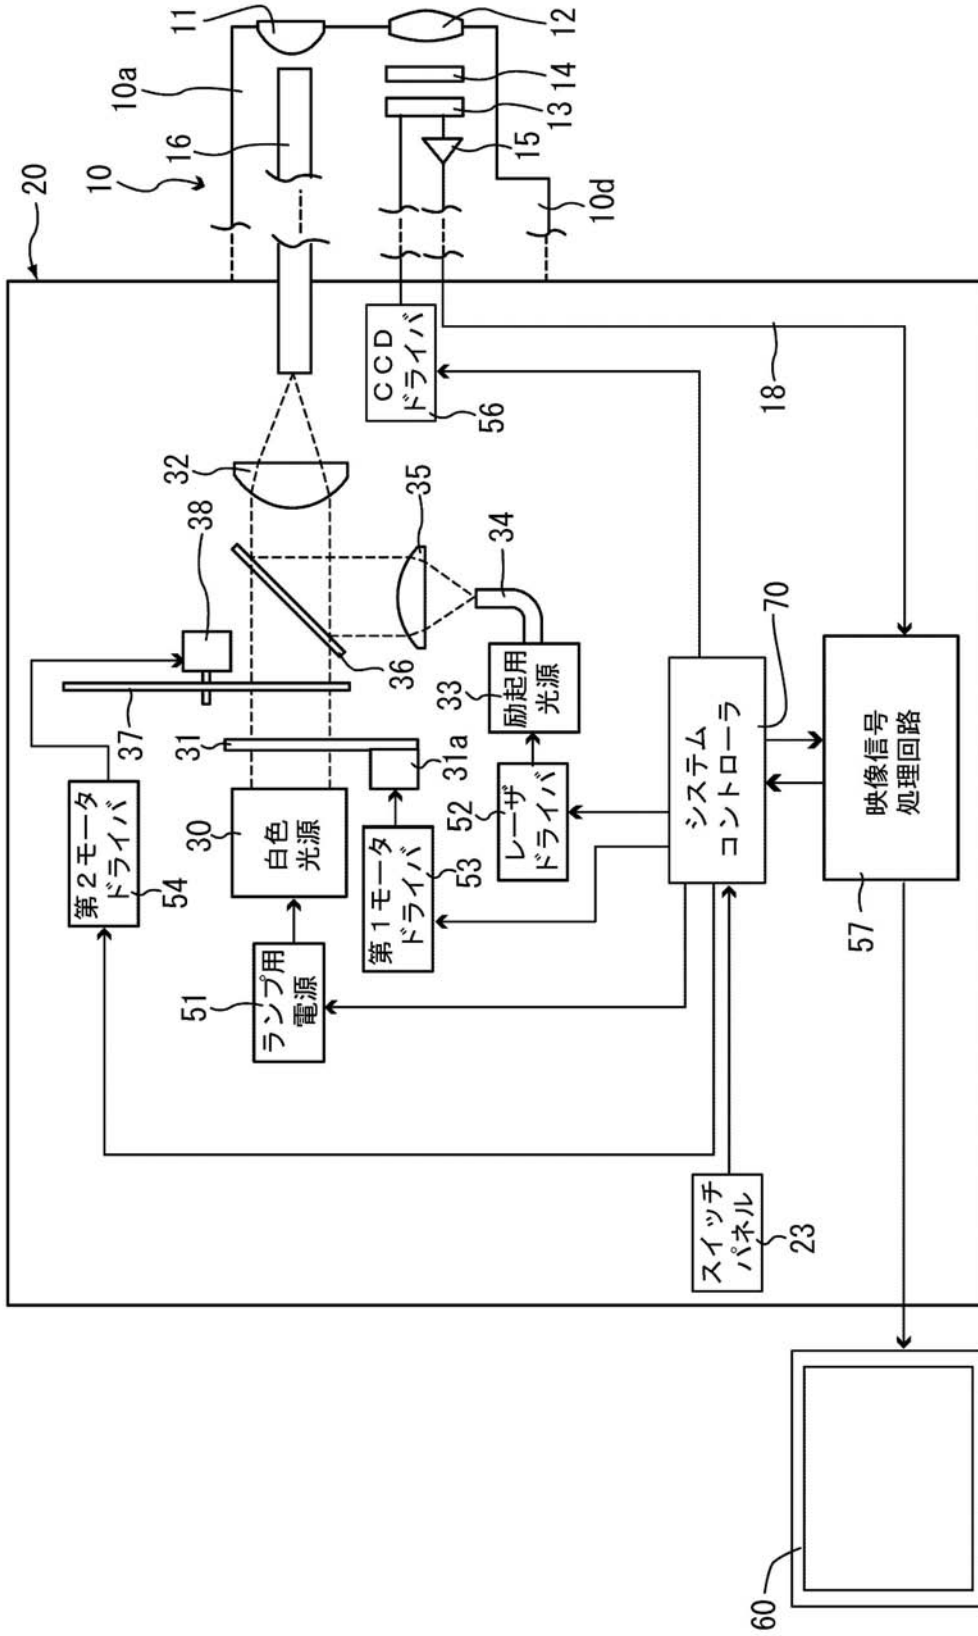 20
10
10a
11
12
16
14
13
15
10d
18
CCD
ドライバ
56
32
38
35
34
36
37
31
31a
33
励起用
光源
システム
コントローラ
70
映像信号
処理回路
57
第2モータ
ドライバ
54
30
白色
光源
52
レーザ
ドライバ
第1モータ
ドライバ
53
51
ランプ用
電源
スイッチ
パネル
23
60